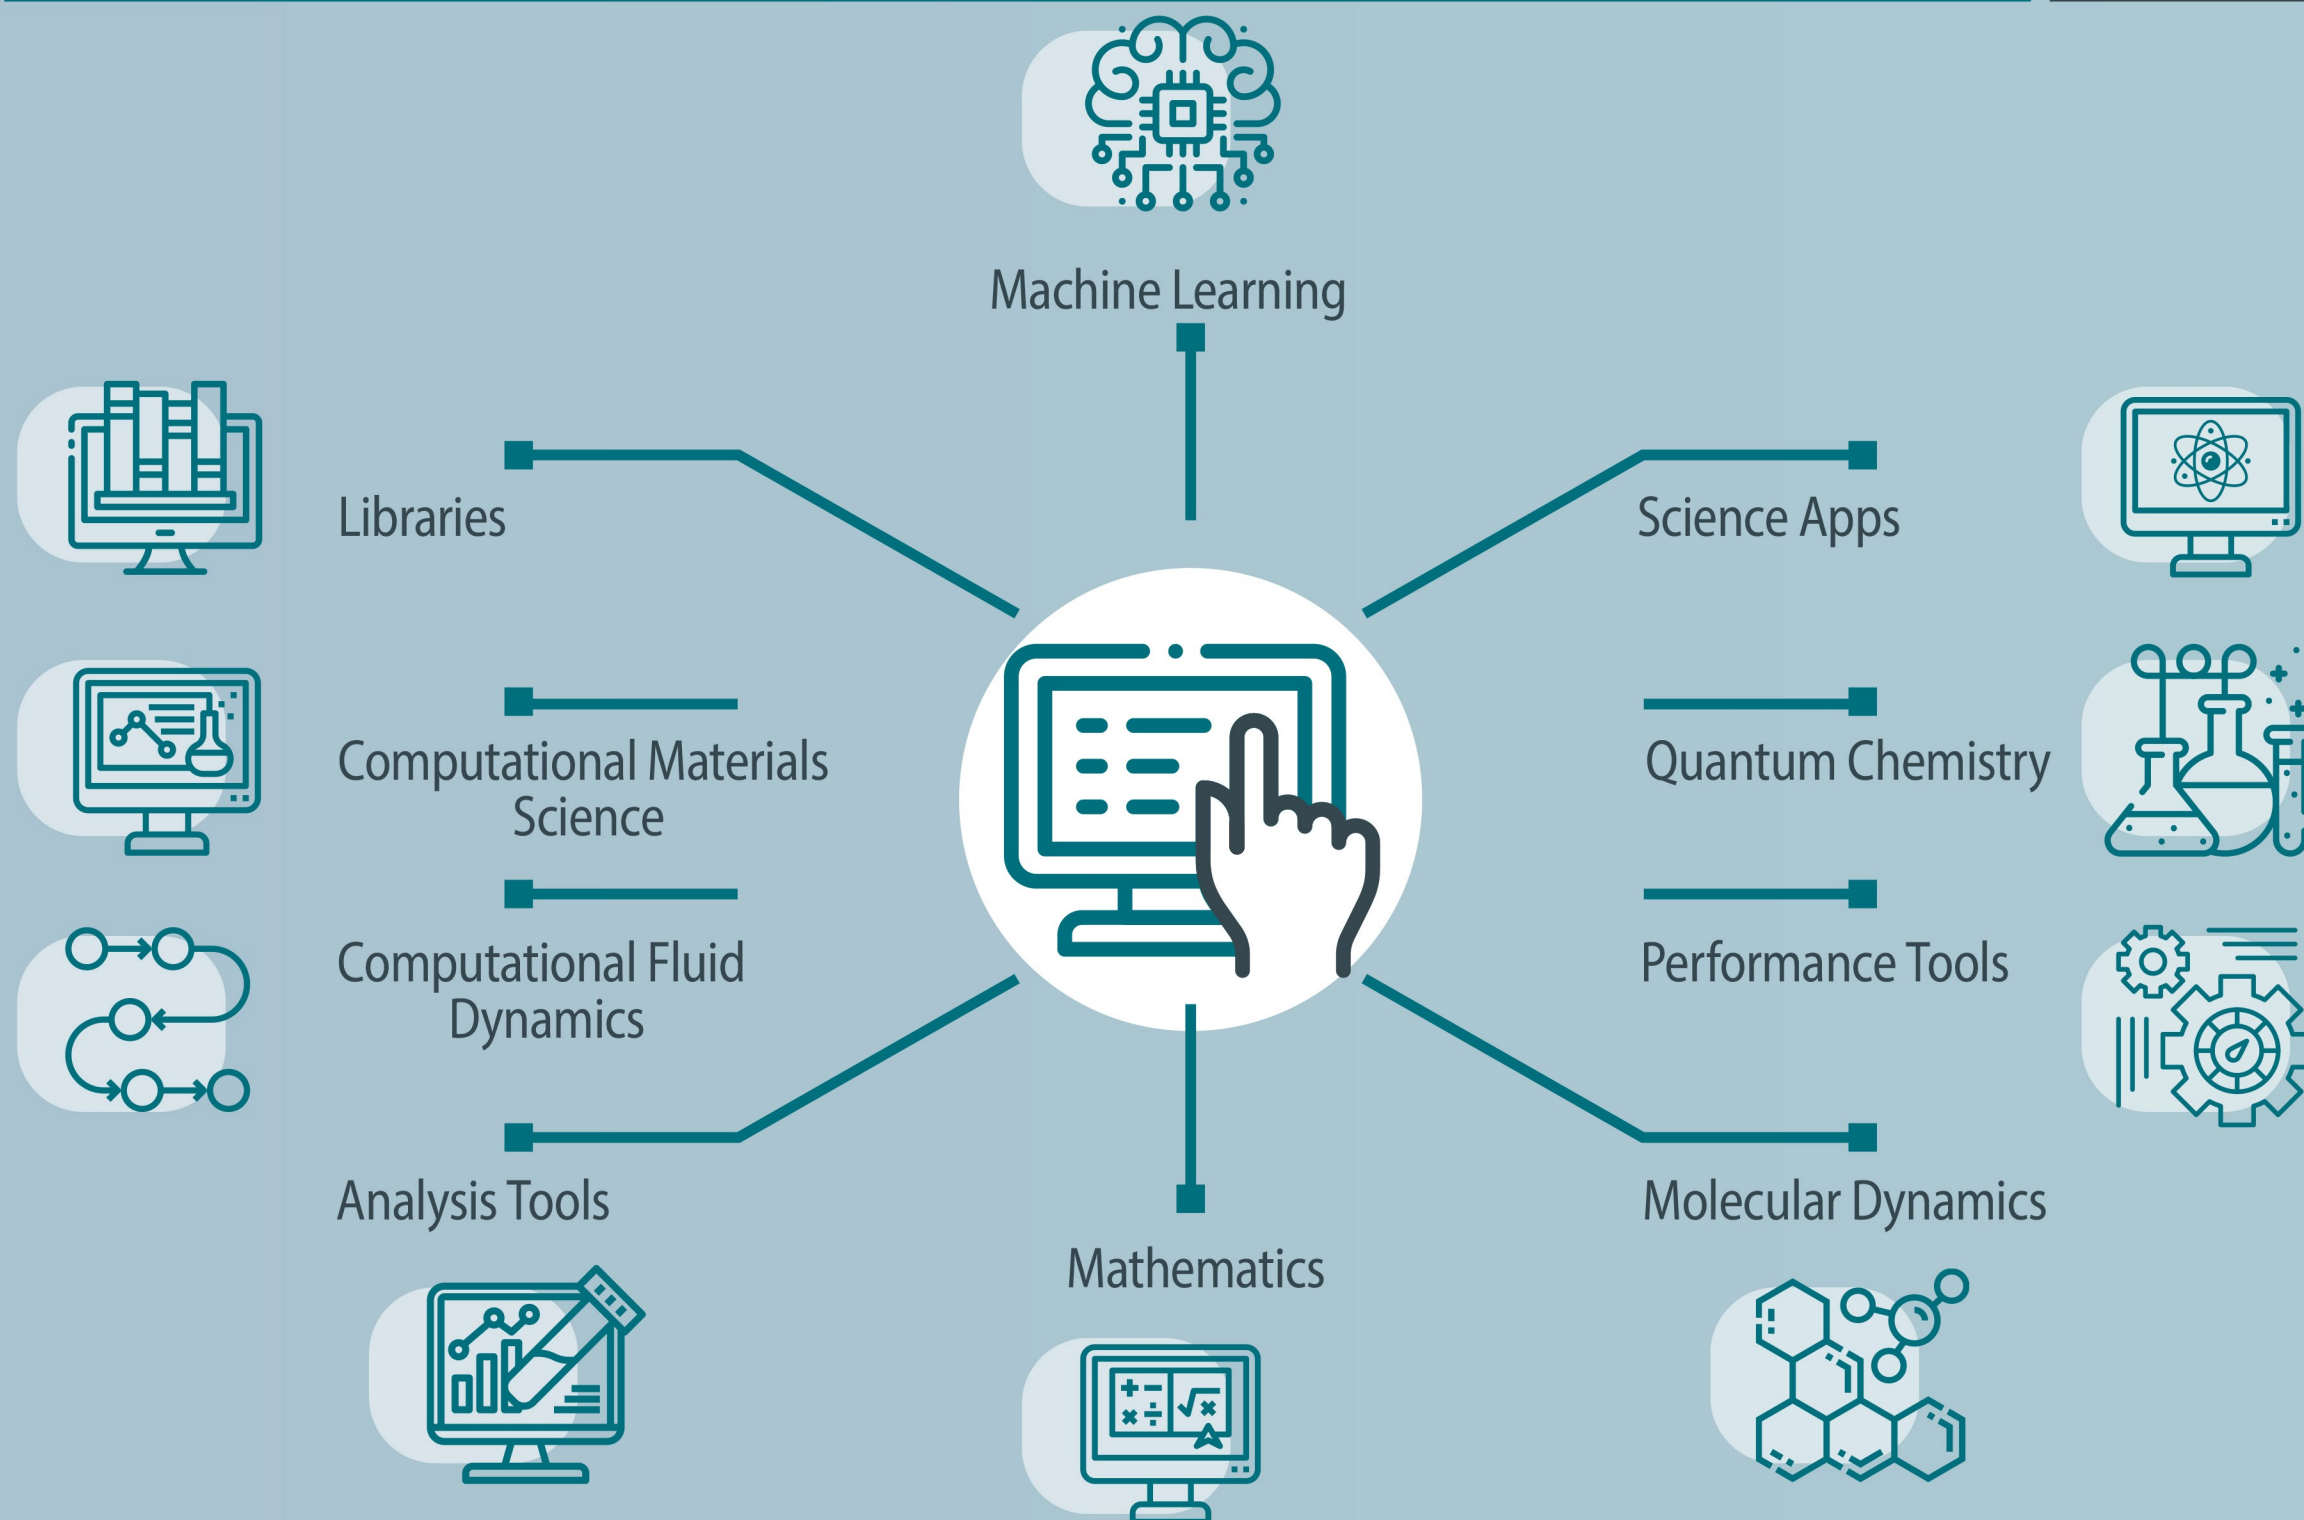 Machine Learning
Libraries
Science Apps
Computational Materials
Science
Quantum Chemistry
Computational Fluid
Dynamics
Performance Tools
Analysis Tools
Molecular Dynamics
Mathematics